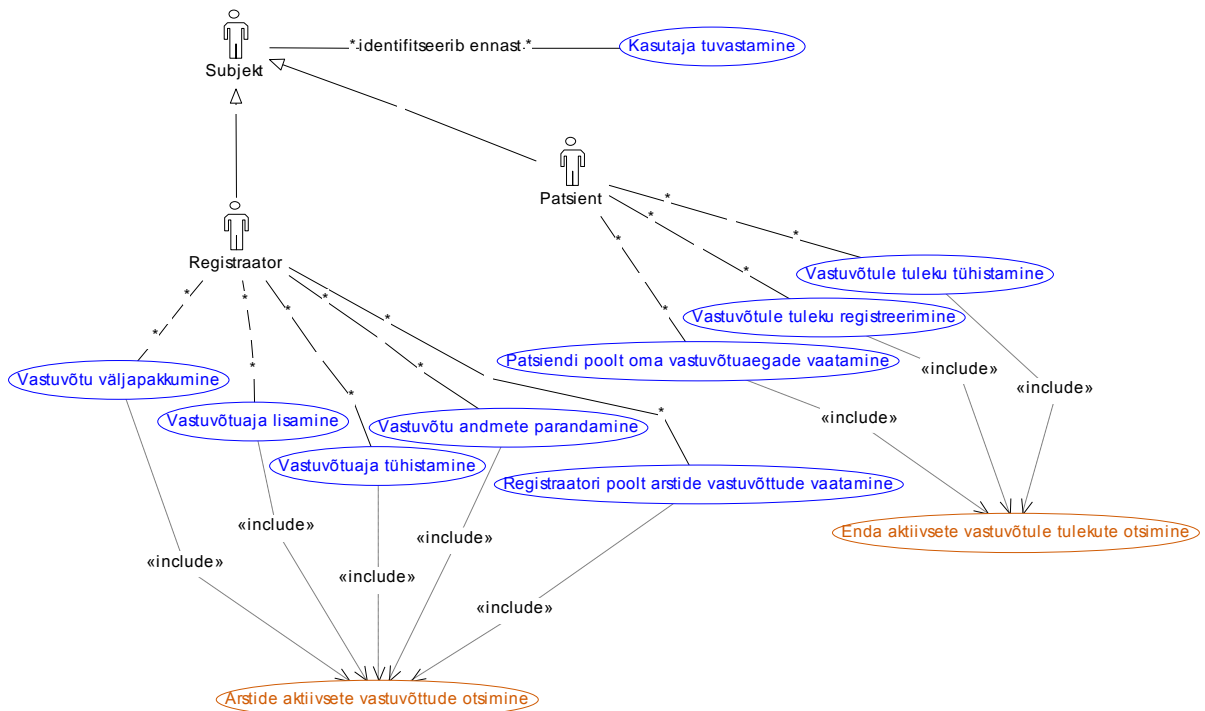 *
identifitseerib ennast
*
Kasutaja tuvastamine
Subjekt
Patsient
*
*
*
*
*
*
Registraator
Vastuvõtule tuleku tühistamine
*
*
*
*
*
Vastuvõtule tuleku registreerimine
*
*
*
*
*
Patsiendi poolt oma vastuvõtuaegade vaatamine
«include»
Vastuvõtu väljapakkumine
«include»
Vastuvõtuaja lisamine
«include»
Vastuvõtu andmete parandamine
Vastuvõtuaja tühistamine
Registraatori poolt arstide vastuvõttude vaatamine
«include»
Enda aktiivsete vastuvõtule tulekute otsimine
«include»
«include»
«include»
«include»
Arstide aktiivsete vastuvõttude otsimine